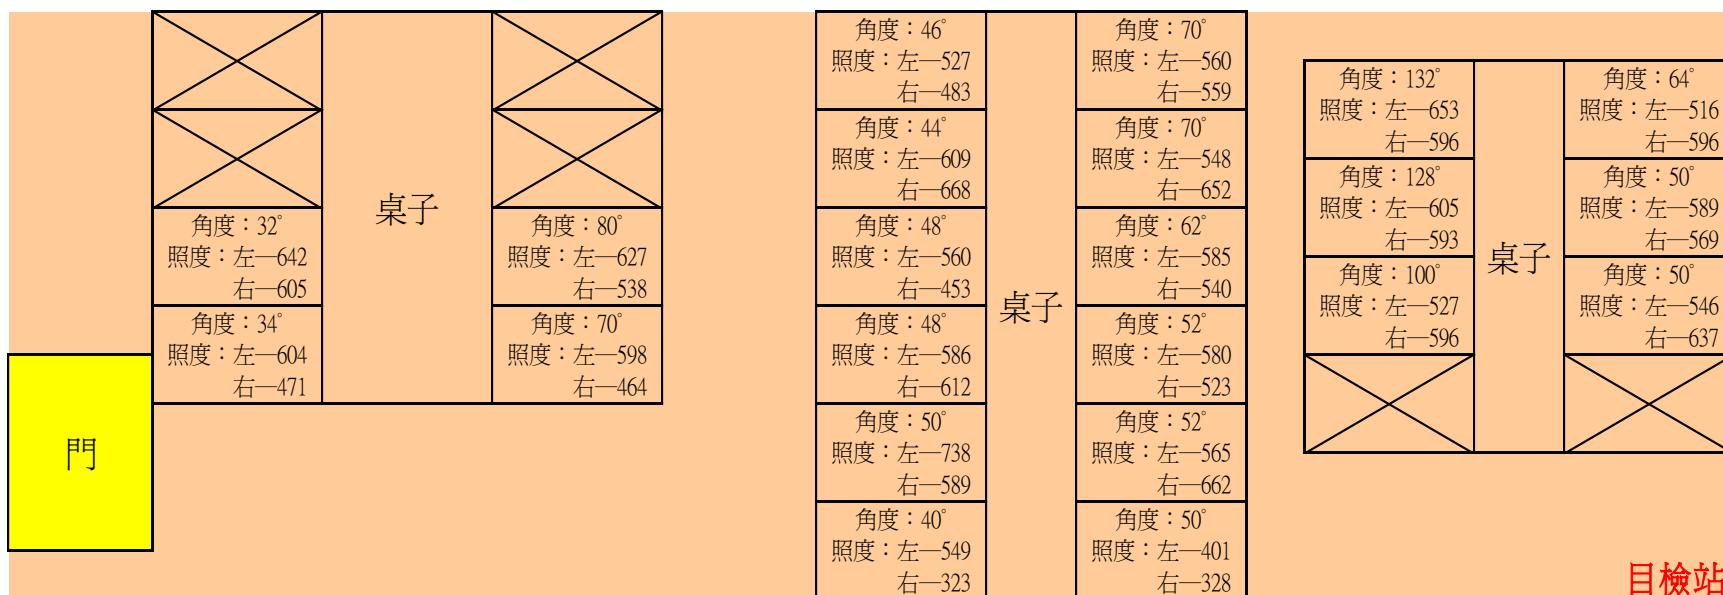 桌子
角度：32°
照度：左—642
右—605
角度：34°
照度：左—604
右—471
角度：80°
照度：左—627
右—538
角度：70°
照度：左—598
右—464
門
角度：46°
照度：左—527
右—483
角度：44°
照度：左—609
右—668
角度：48°
照度：左—560
右—453
角度：48°
照度：左—586
右—612
角度：50°
照度：左—738
右—589
角度：40°
照度：左—549
右—323
桌子
角度：70°
照度：左—560
右—559
角度：70°
照度：左—548
右—652
角度：62°
照度：左—585
右—540
角度：52°
照度：左—580
右—523
角度：52°
照度：左—565
右—662
角度：50°
照度：左—401
右—328
角度：132°
照度：左—653
右—596
角度：128°
照度：左—605
右—593
角度：100°
照度：左—527
右—596
桌子
角度：64°
照度：左—516
右—596
角度：50°
照度：左—589
右—569
角度：50°
照度：左—546
右—637
目檢站